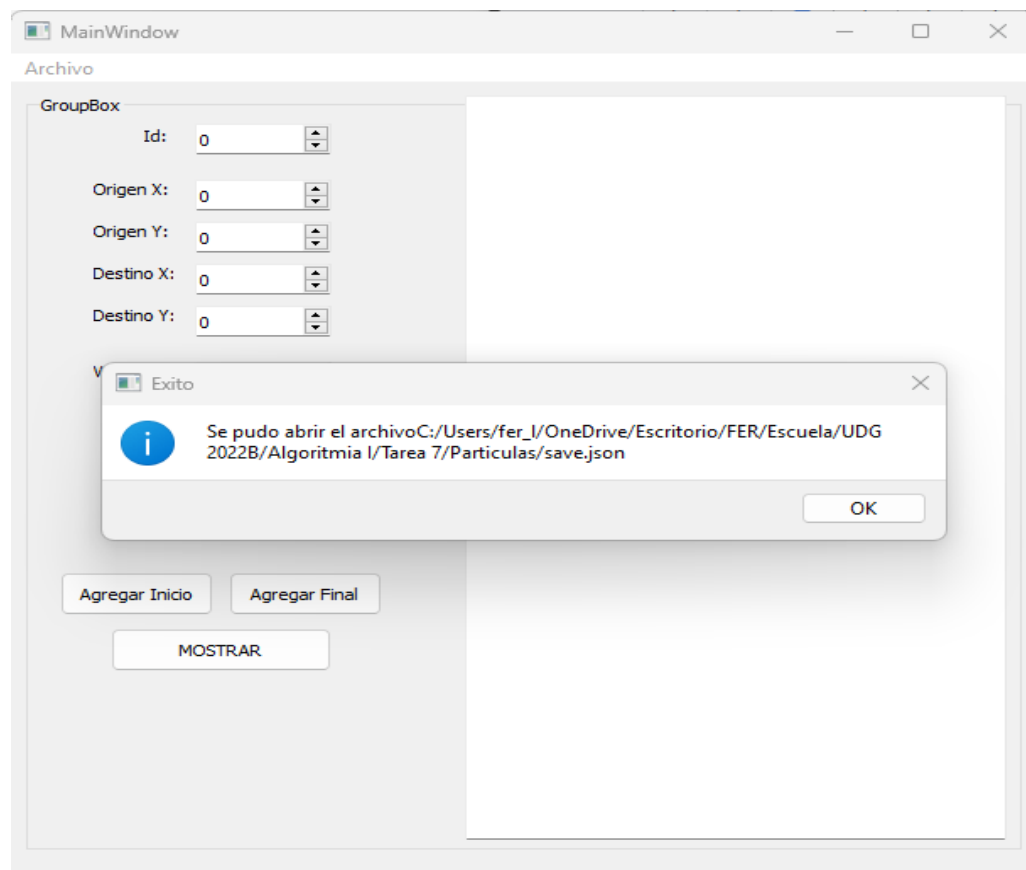 MainWindow
Archivo
GroupBox
Id:
0
Origen X:
0
Origen Y:
0
Destino X:
0
Destino Y:
0
Exito
Se pudo abrir el archivoC:/Users/fer_l/OneDrive/Escritorio/FER/Escuela/UDG
2022B/Algoritmia I/Tarea 7/Particulas/save.json
OK
Agregar Inicio
Agregar Final
MOSTRAR